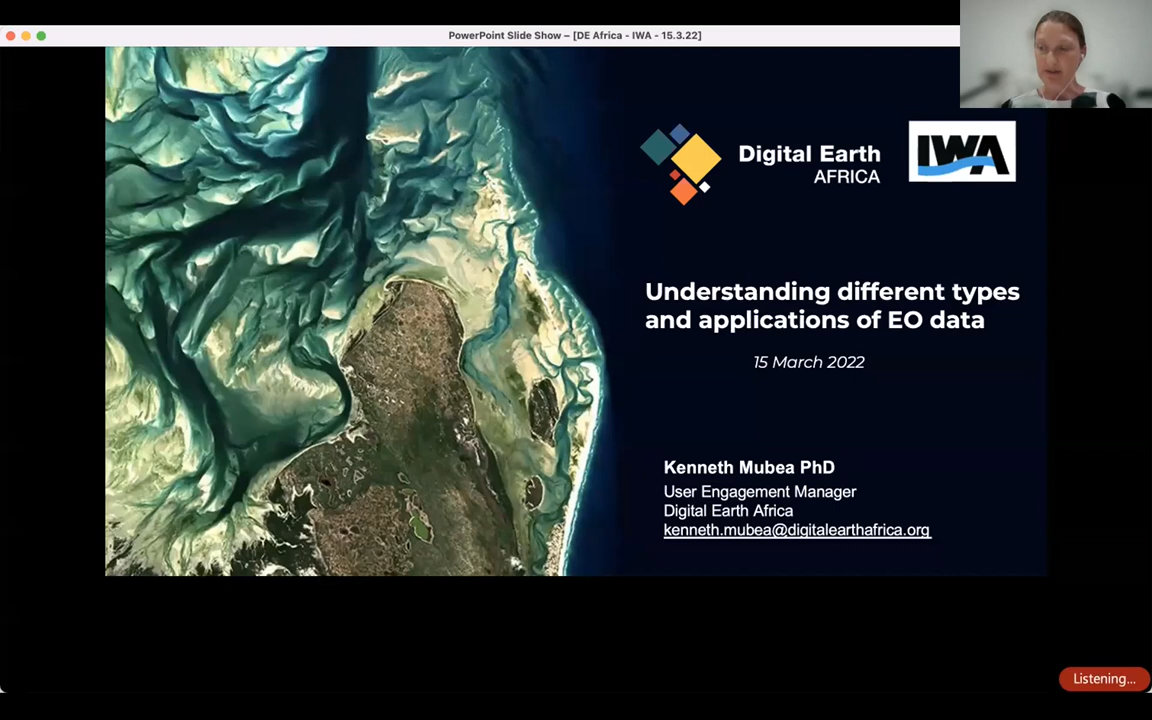 PowerPoint Slide Show – [DE Africa - IWA - 15.3.22]
Digital Earth
AFRICA
IWA
Understanding different types
and applications of EO data
15 March 2022
Kenneth Mubea PhD
User Engagement Manager
Digital Earth Africa
kenneth.mubea@digitalearthafrica.org
Listening...